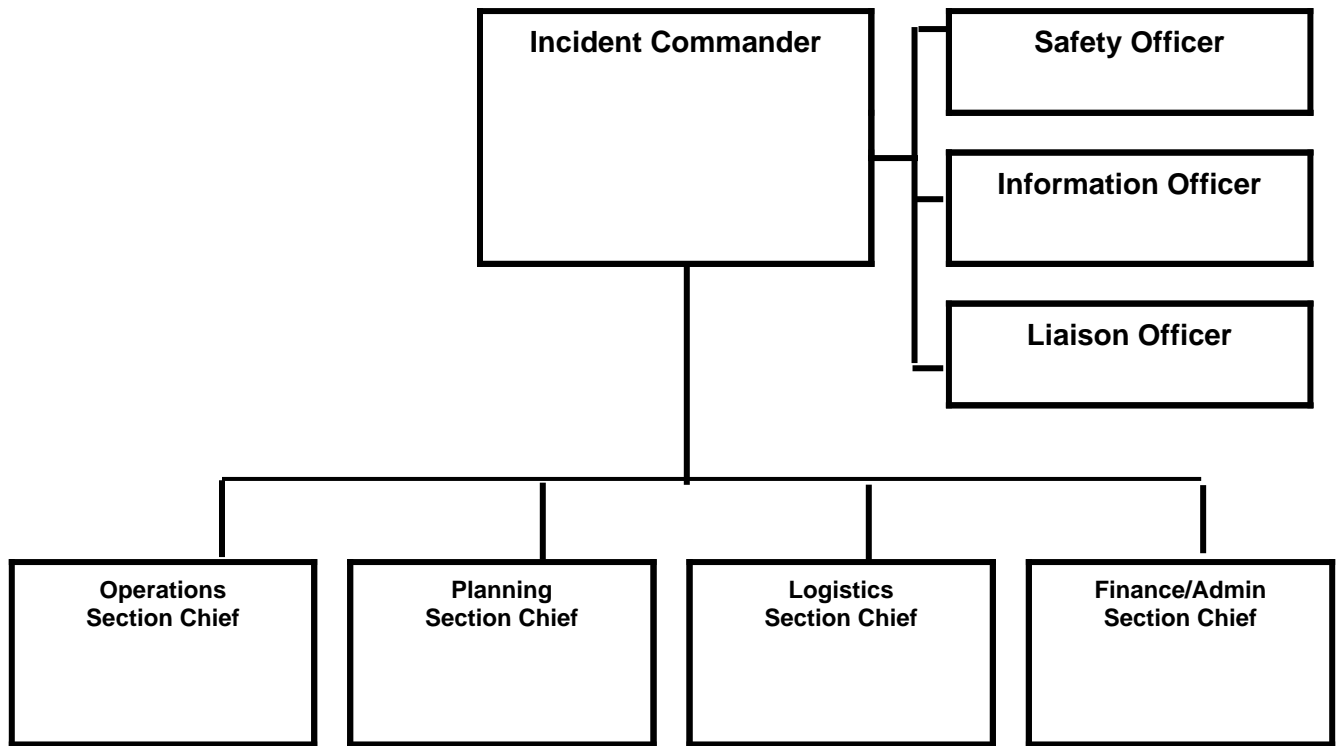 Incident Commander
Safety Officer
Information Officer
Liaison Officer
Operations
Section Chief
Planning
Section Chief
Logistics
Section Chief
Finance/Admin
Section Chief